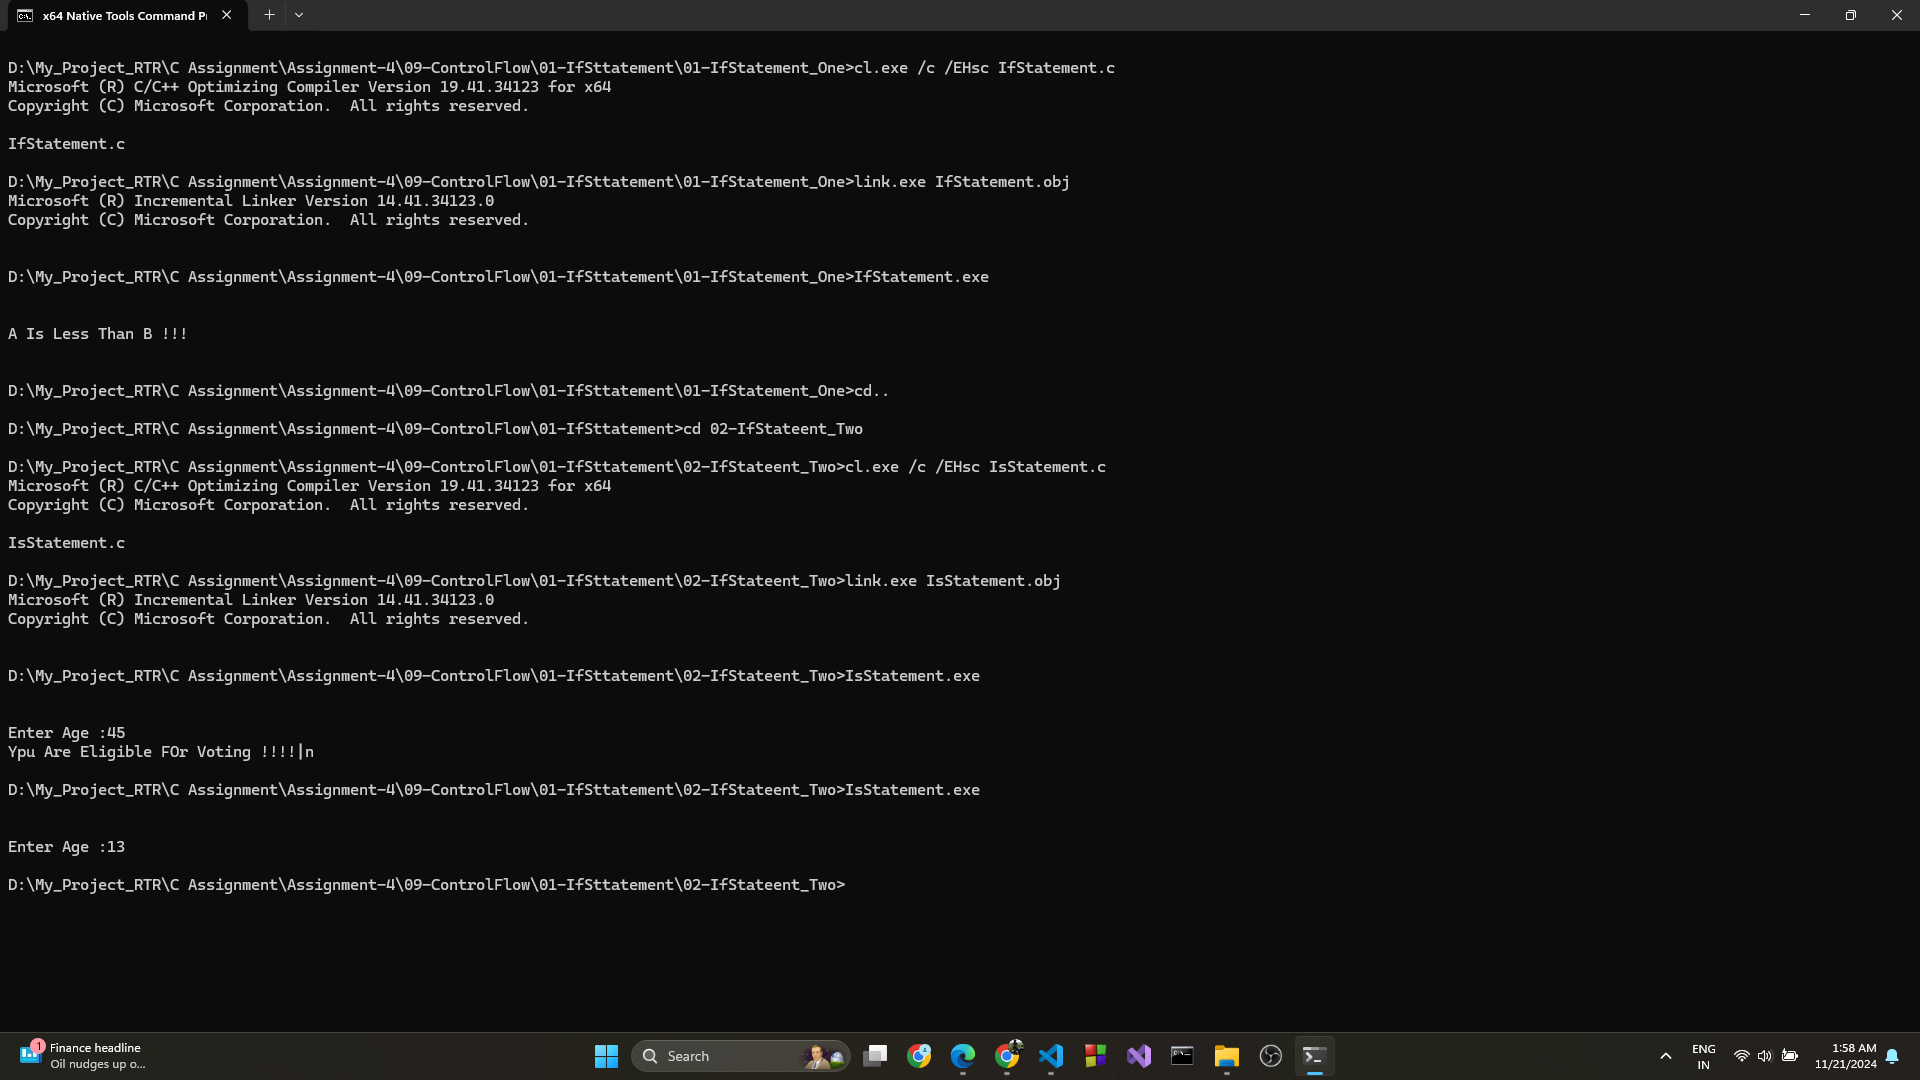 x64 Native Tools Command P
D:\My_Project_RTR\C Assignment\Assignment-4\09-ControlFlow\01-IfSttatement\01-IfStatement_One>cl.exe /c /EHsc IfStatement.c
Microsoft (R) C/C++ Optimizing Compiler Version 19.41.34123 for x64
Copyright (C) Microsoft Corporation.  All rights reserved.
IfStatement.c
D:\My_Project_RTR\C Assignment\Assignment-4\09-ControlFlow\01-IfSttatement\01-IfStatement_One>link.exe IfStatement.obj
Microsoft (R) Incremental Linker Version 14.41.34123.0
Copyright (C) Microsoft Corporation.  All rights reserved.
D:\My_Project_RTR\C Assignment\Assignment-4\09-ControlFlow\01-IfSttatement\01-IfStatement_One>IfStatement.exe
A Is Less Than B !!!
D:\My_Project_RTR\C Assignment\Assignment-4\09-ControlFlow\01-IfSttatement\01-IfStatement_One>cd..
D:\My_Project_RTR\C Assignment\Assignment-4\09-ControlFlow\01-IfSttatement>cd 02-IfStateent_Two
D:\My_Project_RTR\C Assignment\Assignment-4\09-ControlFlow\01-IfSttatement\02-IfStateent_Two>cl.exe /c /EHsc IsStatement.c
Microsoft (R) C/C++ Optimizing Compiler Version 19.41.34123 for x64
Copyright (C) Microsoft Corporation.  All rights reserved.
IsStatement.c
D:\My_Project_RTR\C Assignment\Assignment-4\09-ControlFlow\01-IfSttatement\02-IfStateent_Two>link.exe IsStatement.obj
Microsoft (R) Incremental Linker Version 14.41.34123.0
Copyright (C) Microsoft Corporation.  All rights reserved.
D:\My_Project_RTR\C Assignment\Assignment-4\09-ControlFlow\01-IfSttatement\02-IfStateent_Two>IsStatement.exe
Enter Age :45
Ypu Are Eligible FOr Voting !!!!|n
D:\My_Project_RTR\C Assignment\Assignment-4\09-ControlFlow\01-IfSttatement\02-IfStateent_Two>IsStatement.exe
Enter Age :13
D:\My_Project_RTR\C Assignment\Assignment-4\09-ControlFlow\01-IfSttatement\02-IfStateent_Two>
1
Finance headline
Oil nudges up o...
Search
ENG
IN
1:58 AM
11/21/2024